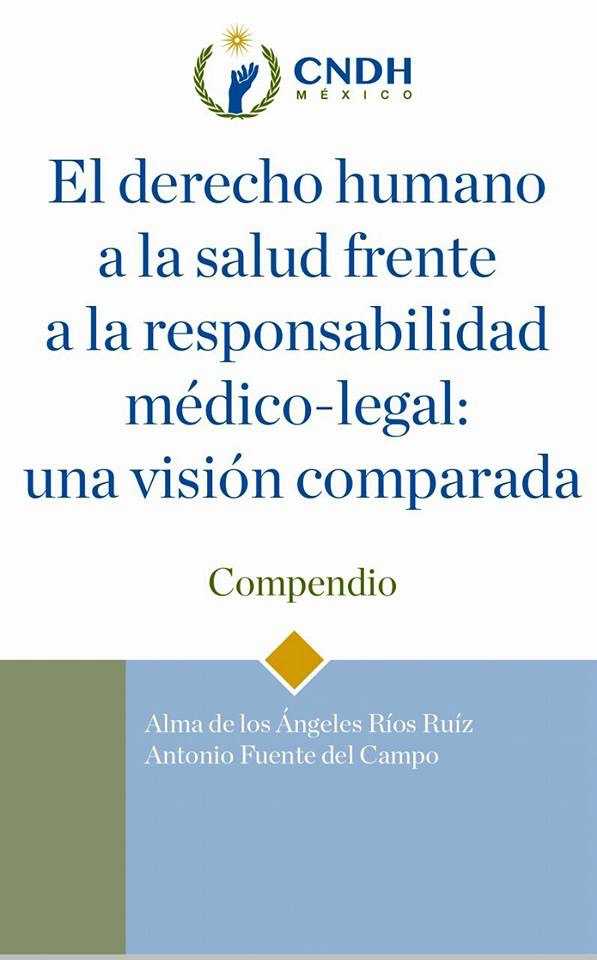 CNDH
MÉXICO
El derecho humano
a la salud frente
a la responsabilidad
médico-legal:
una visión comparada
Compendio
Alma de los Ángeles Ríos Ruíz
Antonio Fuente del Campo